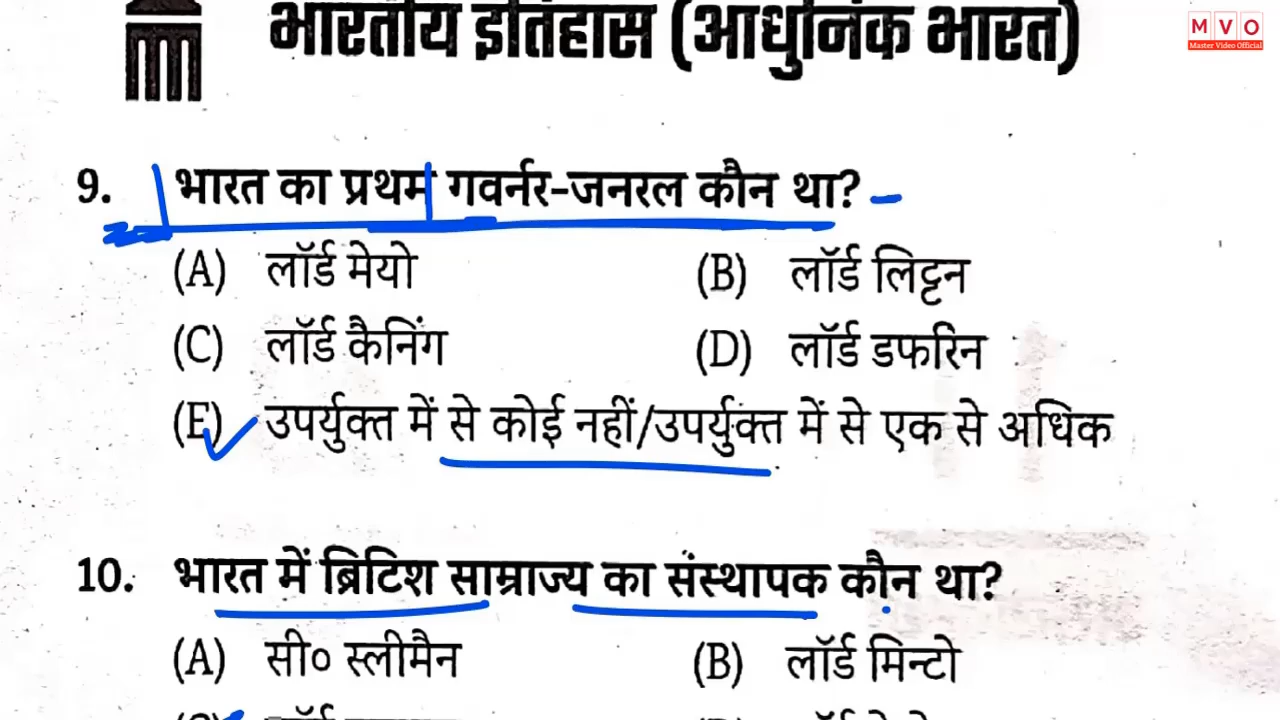 भारतीय इतिहास (आधुनिक भारत)
M V O
Master Video Official
9. भारत का प्रथम गवर्नर-जनरल कौन था?
(A) लॉर्ड मेयो (B) लॉर्ड लिट्टन
(C) लॉर्ड कैनिंग (D) लॉर्ड डफरिन
(E) उपर्युक्त में से कोई नहीं/उपर्युक्त में से एक से अधिक
10. भारत में ब्रिटिश साम्राज्य का संस्थापक कौन था?
(A) सी० स्लीमैन (B) लॉर्ड मिन्टो